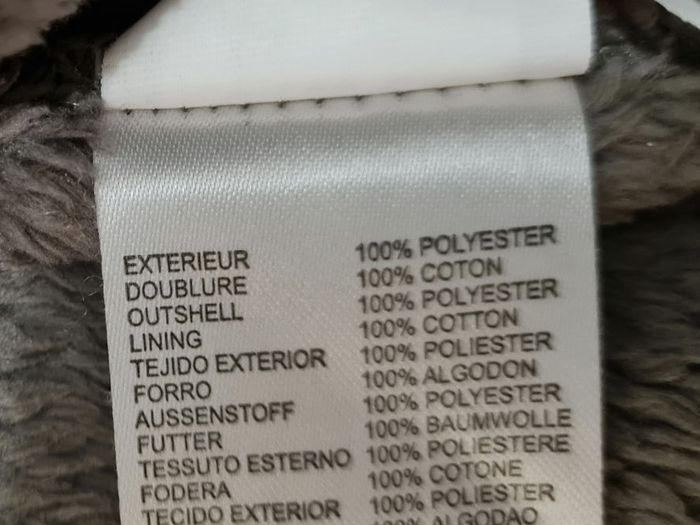 EXTERIEUR 100% POLYESTER
DOUBLURE 100% COTON
OUTSHELL 100% POLYESTER
LINING 100% COTTON
TEJIDO EXTERIOR 100% POLIESTER
FORRO 100% ALGODON
AUSSENSTOFF 100% POLYESTER
FUTTER 100% BAUMWOLLE
TESSUTO ESTERNO 100% POLIESTERE
FODERA 100% COTONE
TECIDO EXTERIOR 100% POLIESTER
100% ALGODAO